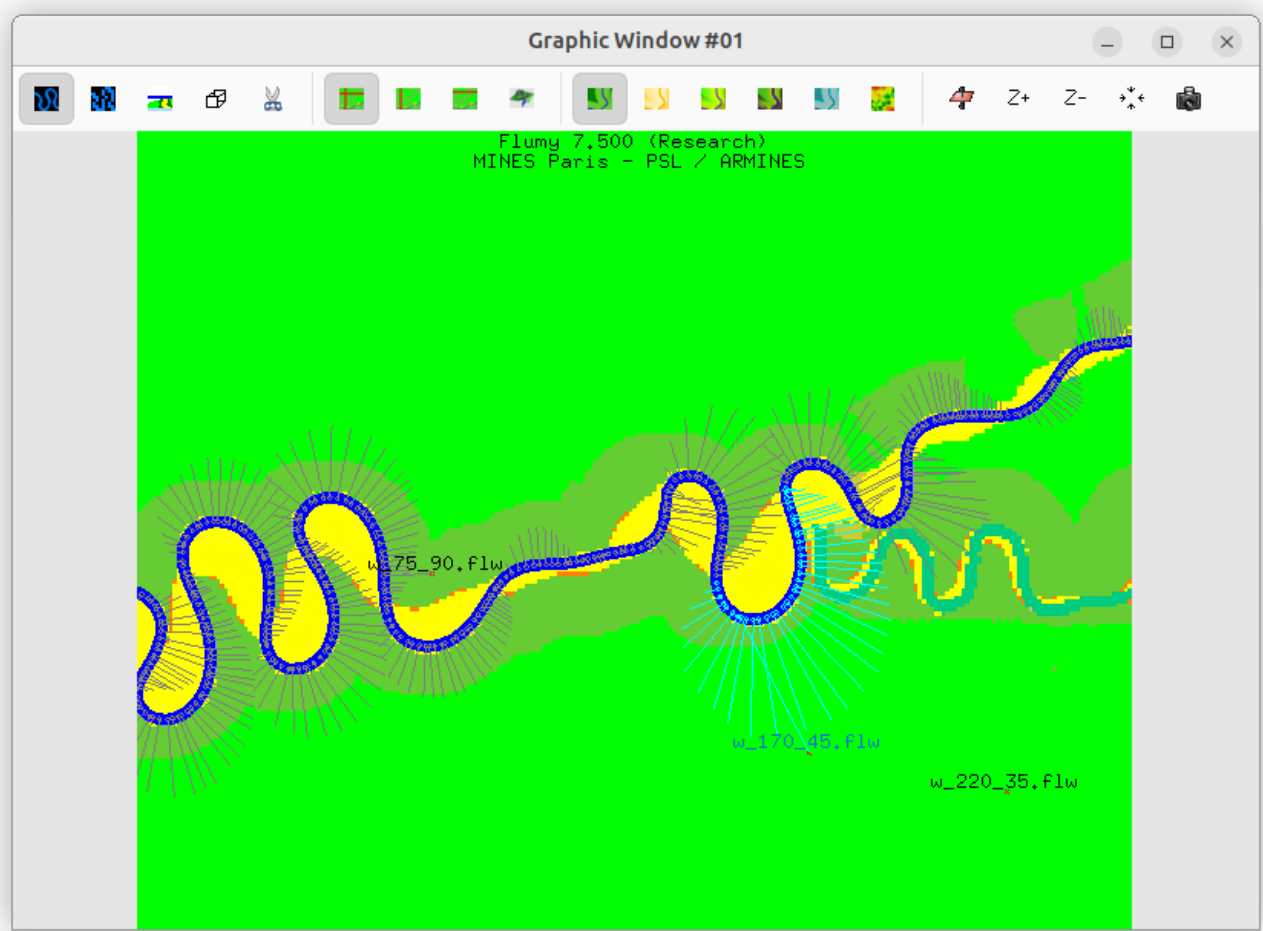 Graphic Window #01
Z+ Z-
Flumy 7.500 (Research)
MINES Paris - PSL / ARMINES
w_75_90.flw
w_170_45.flw
w_220_35.flw